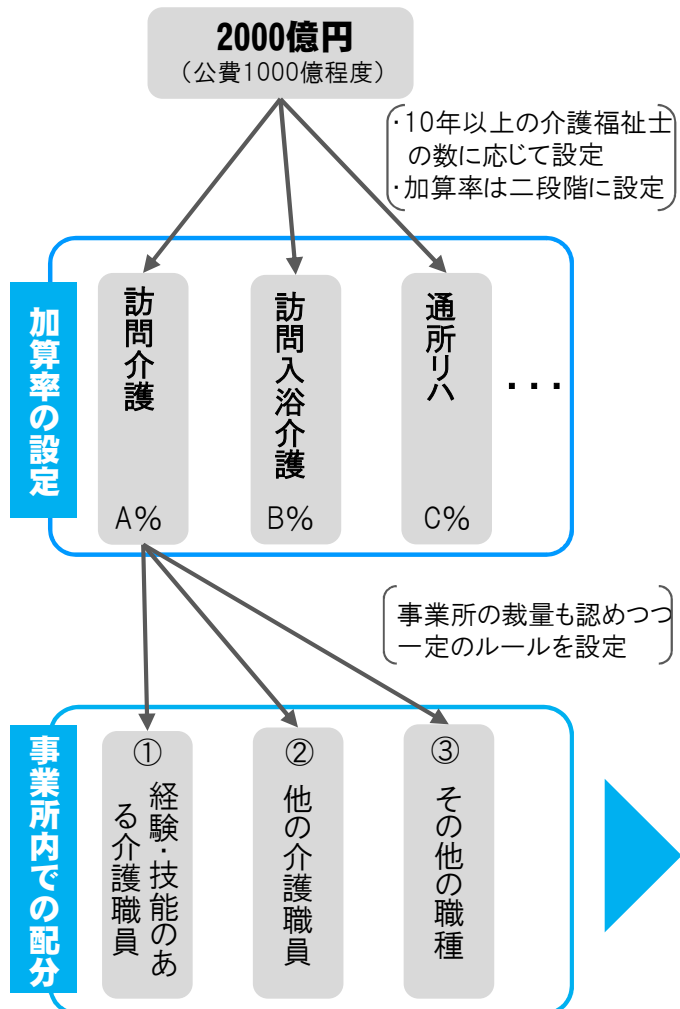 2000億円
(公費1000億程度)
・10年以上の介護福祉士
の数に応じて設定
・加算率は二段階に設定
加算率の設定
訪問介護
A%
訪問入浴介護
B%
通所リハ
C%
・・・
事業所の裁量も認めつつ
一定のルールを設定
事業所内での配分
①
経験・技能のあ
る介護職員
②
他の介護職員
③
その他の職種